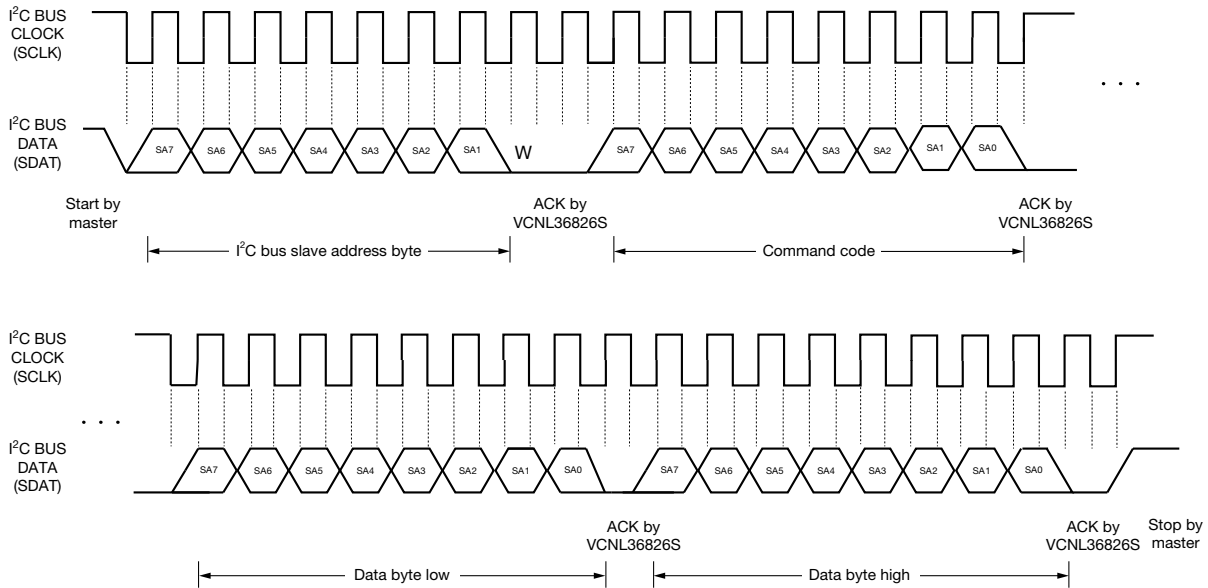 I²C BUS
CLOCK
(SCLK)
. . .
I²C BUS
DATA
(SDAT)
SA7 SA6 SA5 SA4 SA3 SA2 SA1 W SA7 SA6 SA5 SA4 SA3 SA2 SA1 SA0
Start by
master
ACK by
VCNL36826S
ACK by
VCNL36826S
I²C bus slave address byte
Command code
I²C BUS
CLOCK
(SCLK)
. . .
I²C BUS
DATA
(SDAT)
SA7 SA6 SA5 SA4 SA3 SA2 SA1 SA0 SA7 SA6 SA5 SA4 SA3 SA2 SA1 SA0
ACK by
VCNL36826S
ACK by
VCNL36826S
Stop by
master
Data byte low
Data byte high